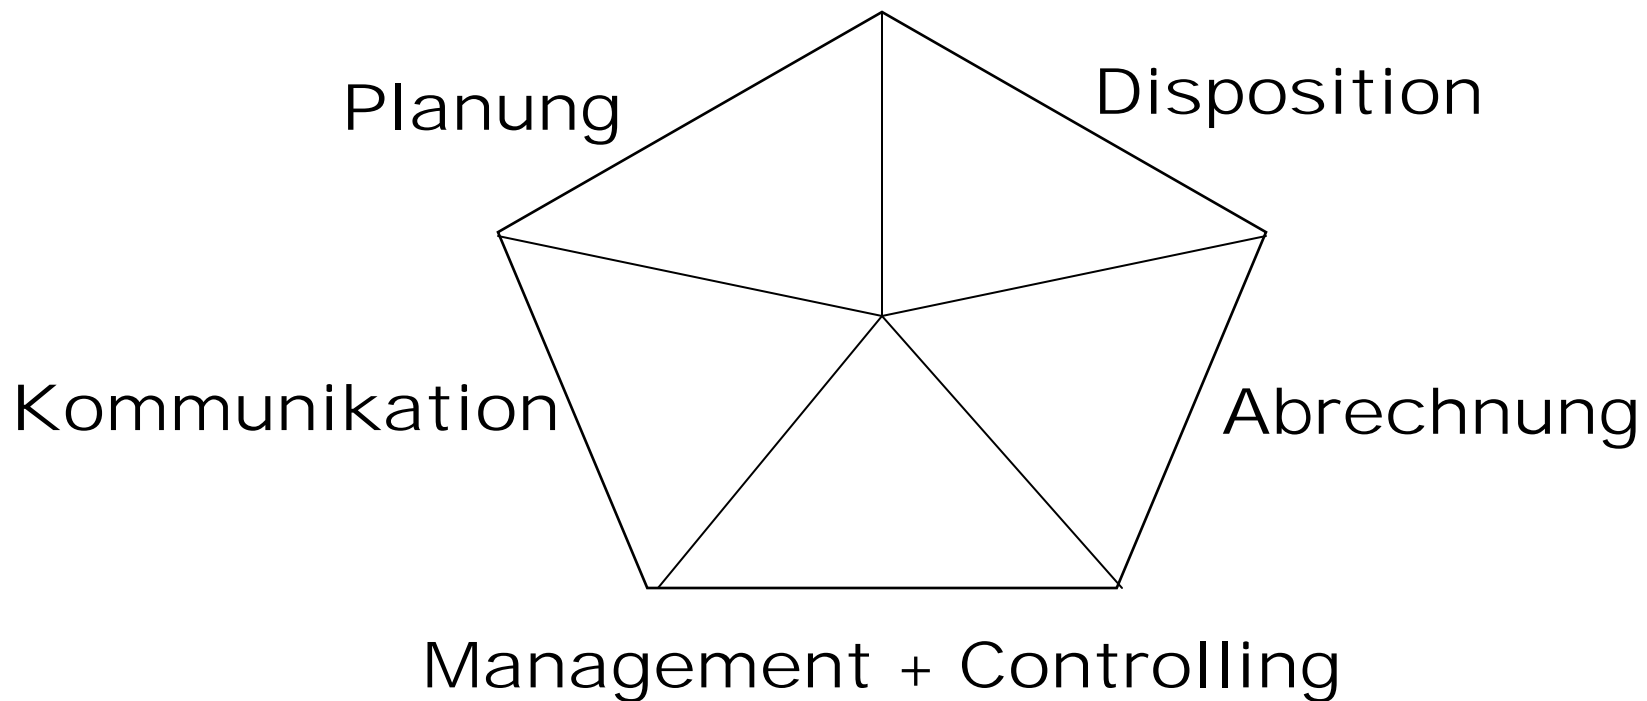 Planung
Disposition
Kommunikation
Abrechnung
Management + Controlling